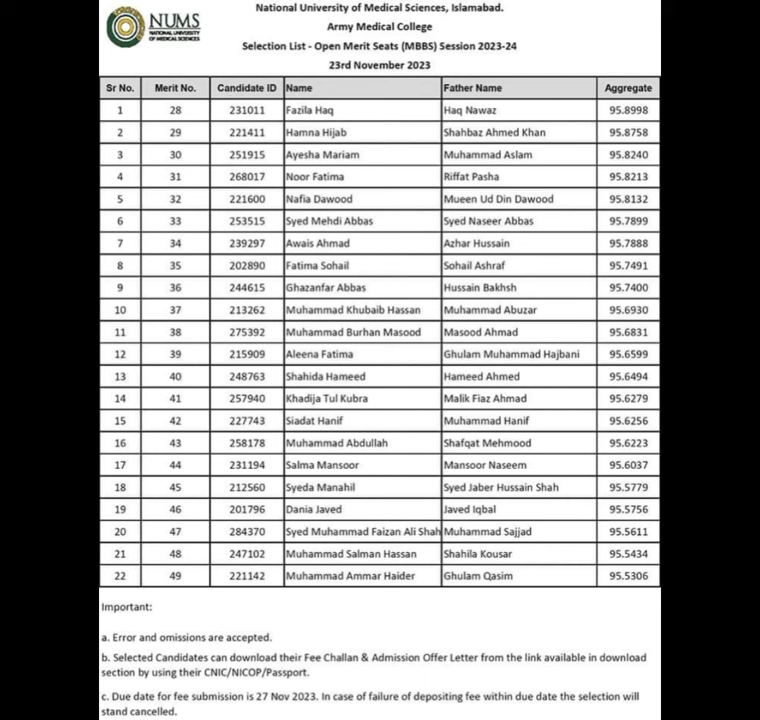 NUMS
NATIONAL UNIVERSITY
OF MEDICAL SCIENCES
National University of Medical Sciences, Islamabad.
Army Medical College
Selection List - Open Merit Seats (MBBS) Session 2023-24
23rd November 2023
Sr No. Merit No. Candidate ID Name Father Name Aggregate
1 28 231011 Fazila Haq Haq Nawaz 95.8998
2 29 221411 Hamna Hijab Shahbaz Ahmed Khan 95.8758
3 30 251915 Ayesha Mariam Muhammad Aslam 95.8240
4 31 268017 Noor Fatima Riffat Pasha 95.8213
5 32 221600 Nafia Dawood Mueen Ud Din Dawood 95.8132
6 33 253515 Syed Mehdi Abbas Syed Naseer Abbas 95.7899
7 34 239297 Awais Ahmad Azhar Hussain 95.7888
8 35 202890 Fatima Sohail Sohail Ashraf 95.7491
9 36 244615 Ghazanfar Abbas Hussain Bakhsh 95.7400
10 37 213262 Muhammad Khubaib Hassan Muhammad Abuzar 95.6930
11 38 275392 Muhammad Burhan Masood Masood Ahmad 95.6831
12 39 215909 Aleena Fatima Ghulam Muhammad Hajbani 95.6599
13 40 248763 Shahida Hameed Hameed Ahmed 95.6494
14 41 257940 Khadija Tul Kubra Malik Fiaz Ahmad 95.6279
15 42 227743 Siadat Hanif Muhammad Hanif 95.6256
16 43 258178 Muhammad Abdullah Shafqat Mehmood 95.6223
17 44 231194 Salma Mansoor Mansoor Naseem 95.6037
18 45 212560 Syeda Manahil Syed Jaber Hussain Shah 95.5779
19 46 201796 Dania Javed Javed Iqbal 95.5756
20 47 284370 Syed Muhammad Faizan Ali Shah Muhammad Sajjad 95.5611
21 48 247102 Muhammad Salman Hassan Shahila Kousar 95.5434
22 49 221142 Muhammad Ammar Haider Ghulam Qasim 95.5306
Important:
a. Error and omissions are accepted.
b. Selected Candidates can download their Fee Challan & Admission Offer Letter from the link available in download
section by using their CNIC/NICOP/Passport.
c. Due date for fee submission is 27 Nov 2023. In case of failure of depositing fee within due date the selection will
stand cancelled.